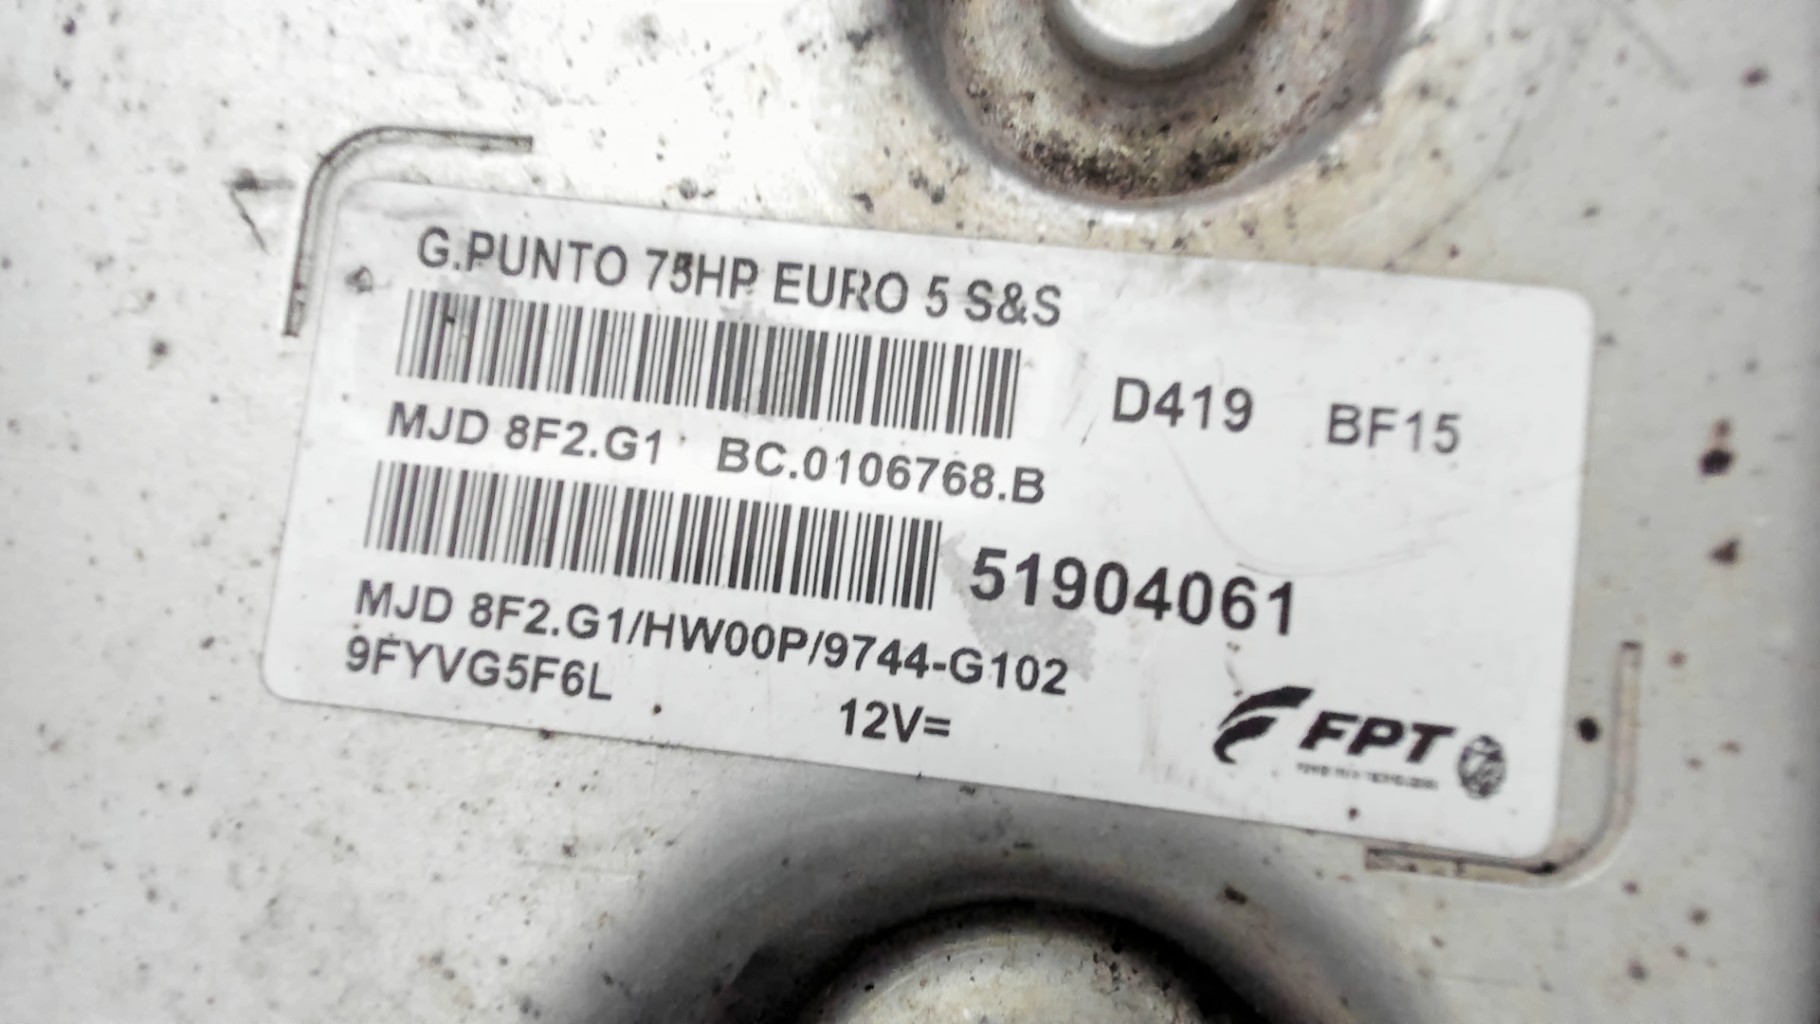 G.PUNTO 75HP EURO 5 S&S
D419 BF15
MJD 8F2.G1 BC.0106768.B
51904061
MJD 8F2.G1/HW00P/9744-G102
9FYVG5F6L
12V=
FPT